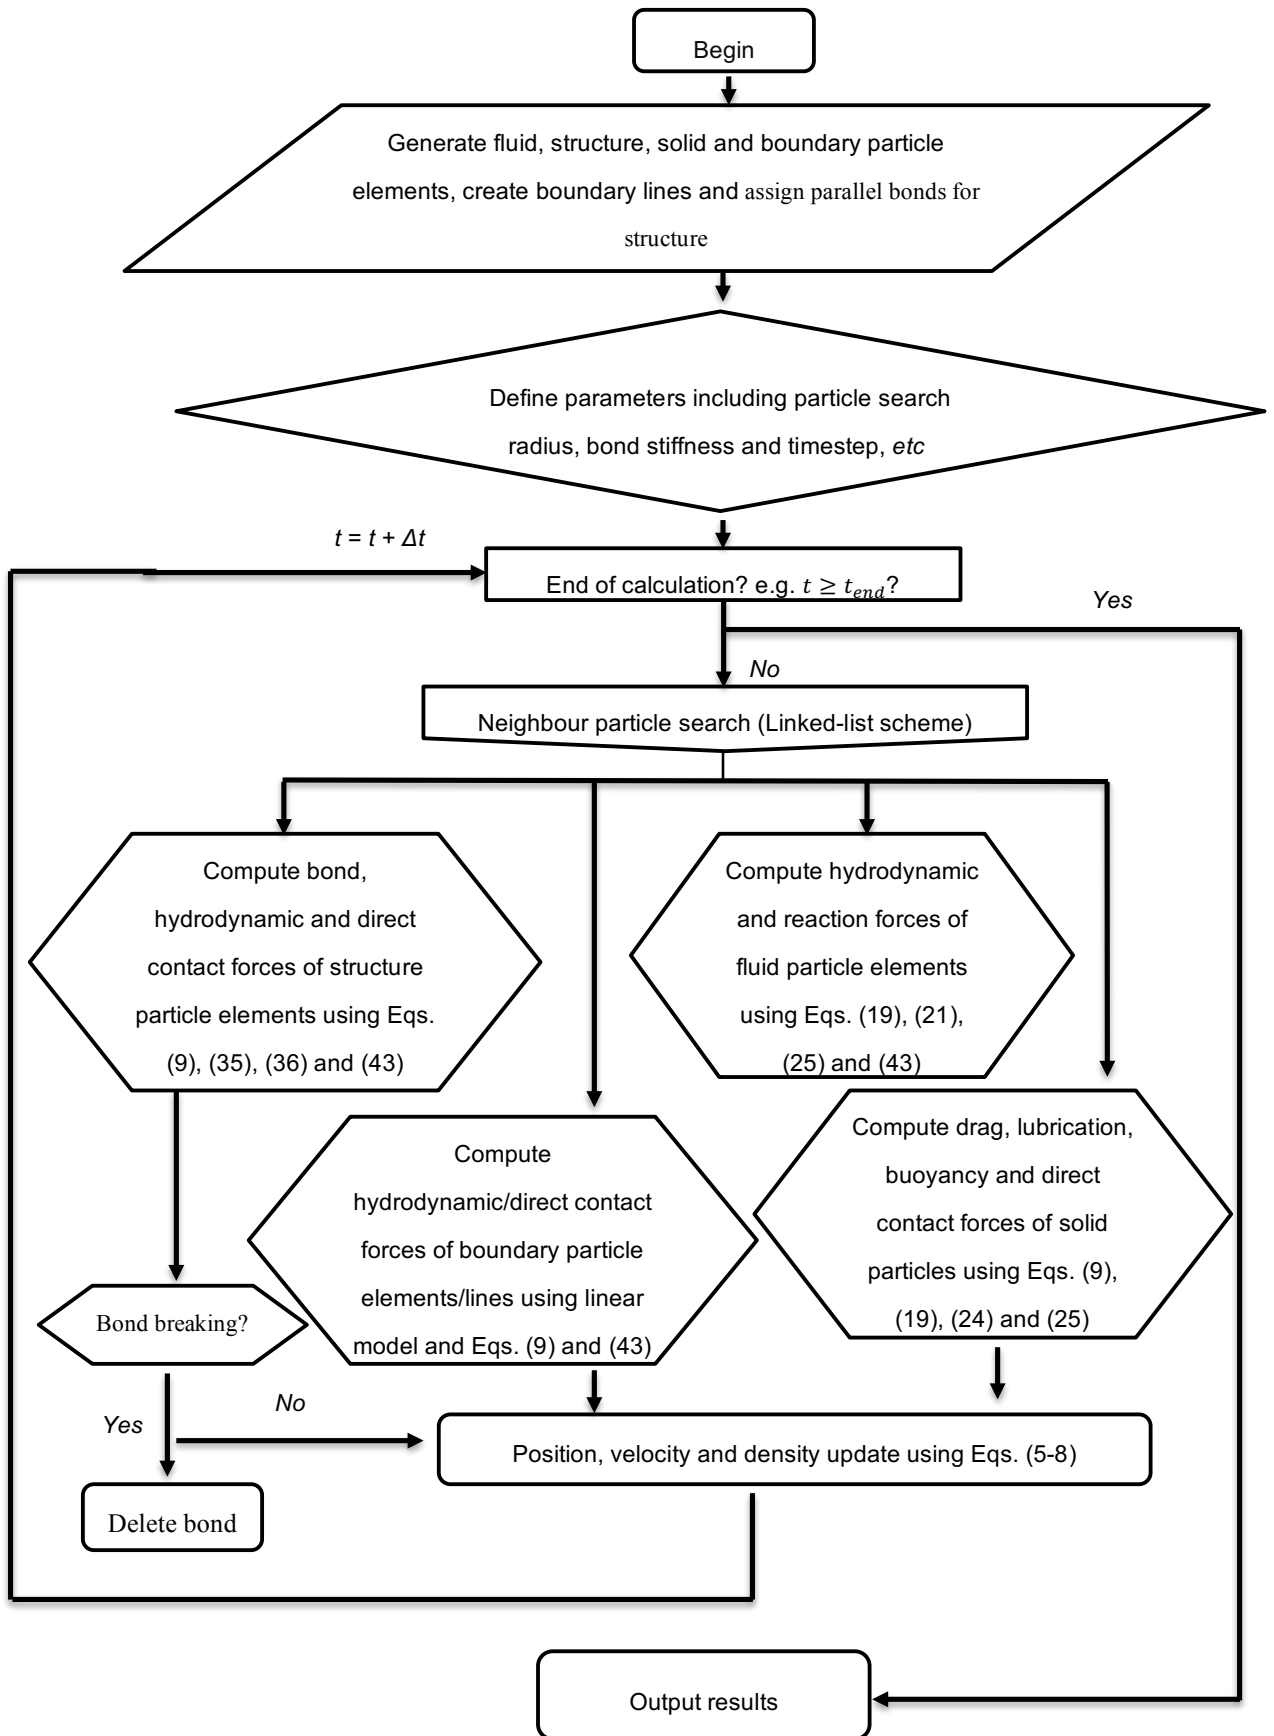 Begin
Generate fluid, structure, solid and boundary particle
elements, create boundary lines and assign parallel bonds for
structure
Define parameters including particle search
radius, bond stiffness and timestep, etc
t = t + Δt
End of calculation? e.g. t ≥ t_end?
Yes
No
Neighbour particle search (Linked-list scheme)
Compute bond,
hydrodynamic and direct
contact forces of structure
particle elements using Eqs.
(9), (35), (36) and (43)
Compute hydrodynamic
and reaction forces of
fluid particle elements
using Eqs. (19), (21),
(25) and (43)
Compute
hydrodynamic/direct contact
forces of boundary particle
elements/lines using linear
model and Eqs. (9) and (43)
Compute drag, lubrication,
buoyancy and direct
contact forces of solid
particles using Eqs. (9),
(19), (24) and (25)
Bond breaking?
Yes
No
Position, velocity and density update using Eqs. (5-8)
Delete bond
Output results